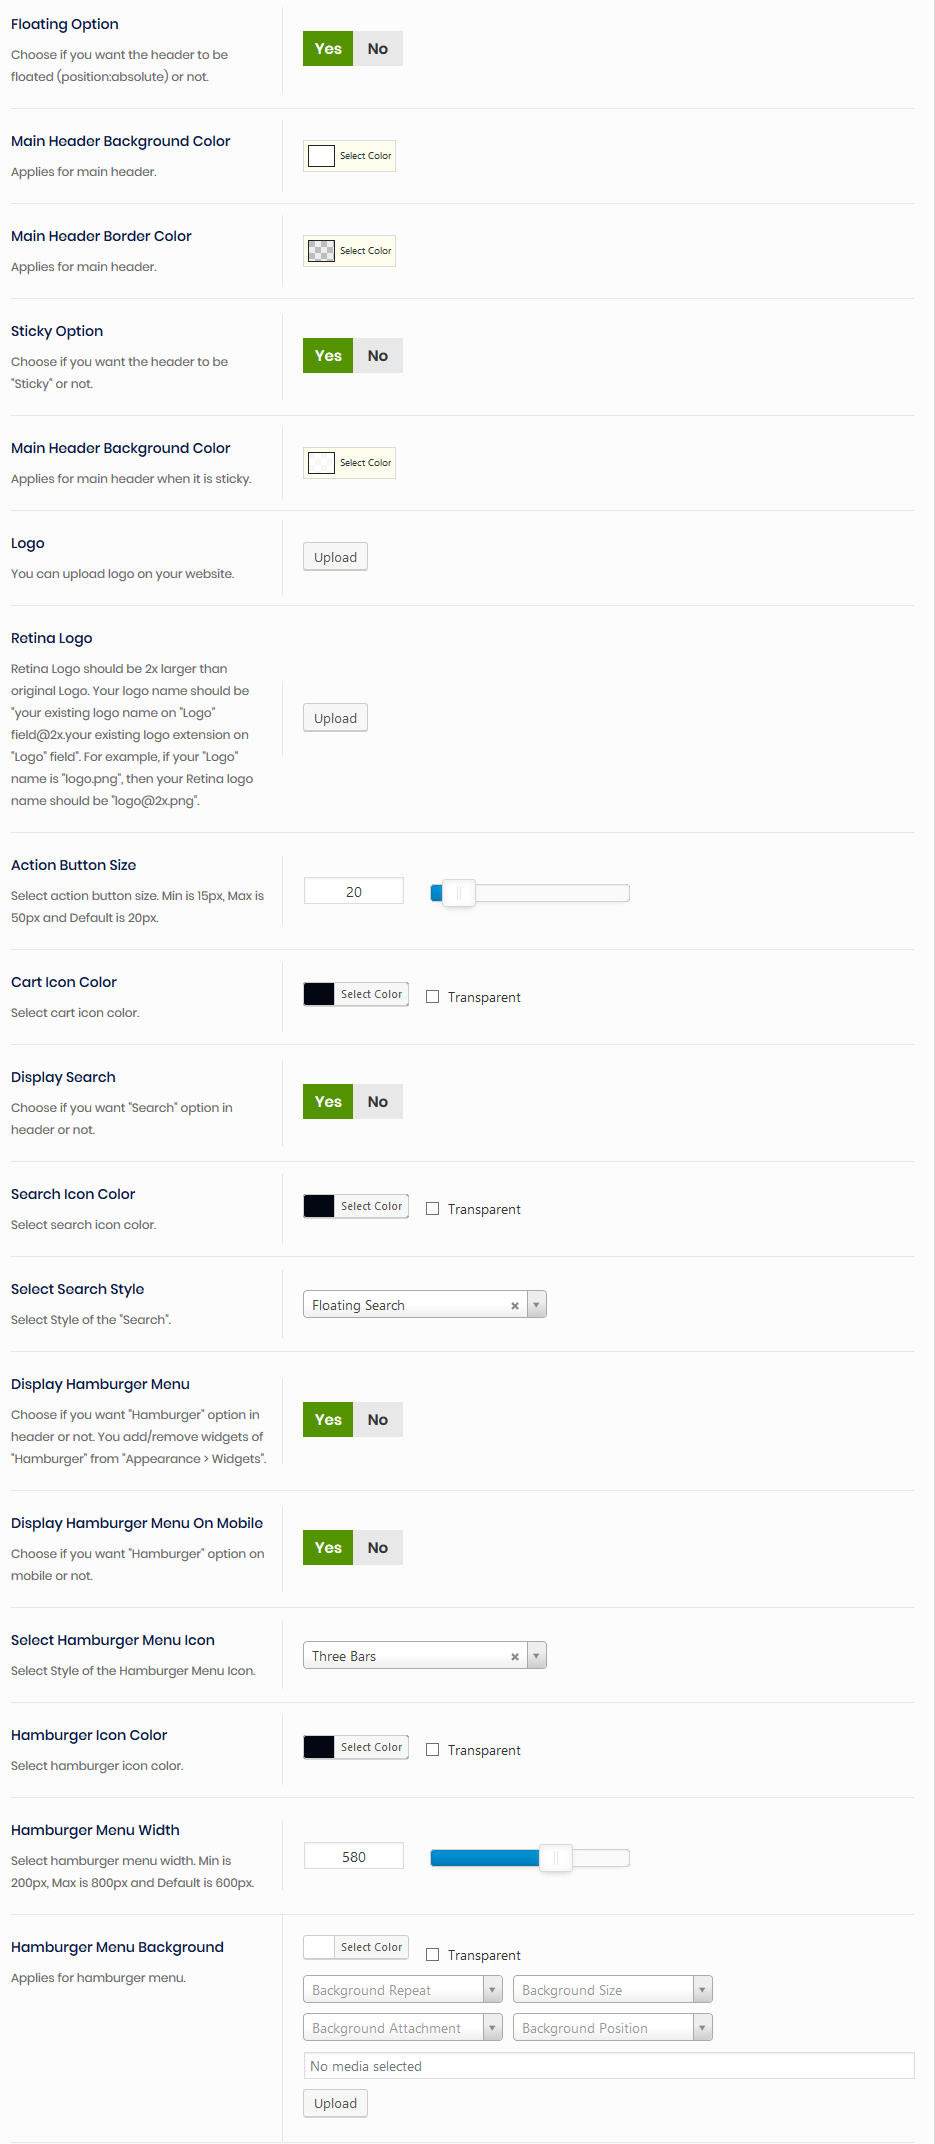 Floating Option
Choose if you want the header to be
floated (position:absolute) or not.
Yes No
Main Header Background Color
Applies for main header.
Select Color
Main Header Border Color
Applies for main header.
Select Color
Sticky Option
Choose if you want the header to be
"Sticky" or not.
Yes No
Main Header Background Color
Applies for main header when it is sticky.
Select Color
Logo
You can upload logo on your website.
Upload
Retina Logo
Retina Logo should be 2x larger than
original Logo. Your logo name should be
"your existing logo name on "Logo"
field@2x.your existing logo extension on
"Logo" field". For example, if your "Logo"
name is "logo.png", then your Retina logo
name should be "logo@2x.png".
Upload
Action Button Size
Select action button size. Min is 15px, Max is
50px and Default is 20px.
20
Cart Icon Color
Select cart icon color.
Select Color Transparent
Display Search
Choose if you want "Search" option in
header or not.
Yes No
Search Icon Color
Select search icon color.
Select Color Transparent
Select Search Style
Select Style of the "Search".
Floating Search
Display Hamburger Menu
Choose if you want "Hamburger" option in
header or not. You add/remove widgets of
"Hamburger" from "Appearance > Widgets".
Yes No
Display Hamburger Menu On Mobile
Choose if you want "Hamburger" option on
mobile or not.
Yes No
Select Hamburger Menu Icon
Select Style of the Hamburger Menu Icon.
Three Bars
Hamburger Icon Color
Select hamburger icon color.
Select Color Transparent
Hamburger Menu Width
Select hamburger menu width. Min is
200px, Max is 800px and Default is 600px.
580
Hamburger Menu Background
Applies for hamburger menu.
Select Color Transparent
Background Repeat Background Size
Background Attachment Background Position
No media selected
Upload